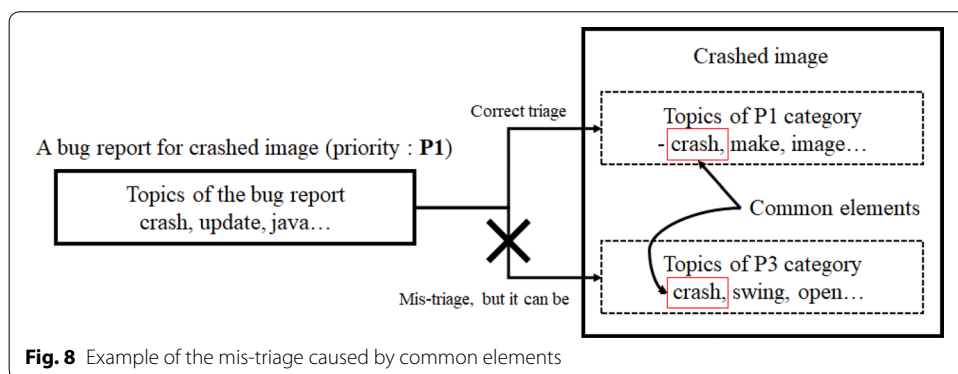 Crashed image
Correct triage
Topics of P1 category
- crash, make, image…
A bug report for crashed image (priority : P1)
Topics of the bug report
crash, update, java…
Common elements
Topics of P3 category
crash, swing, open…
Mis-triage, but it can be
Fig. 8 Example of the mis-triage caused by common elements